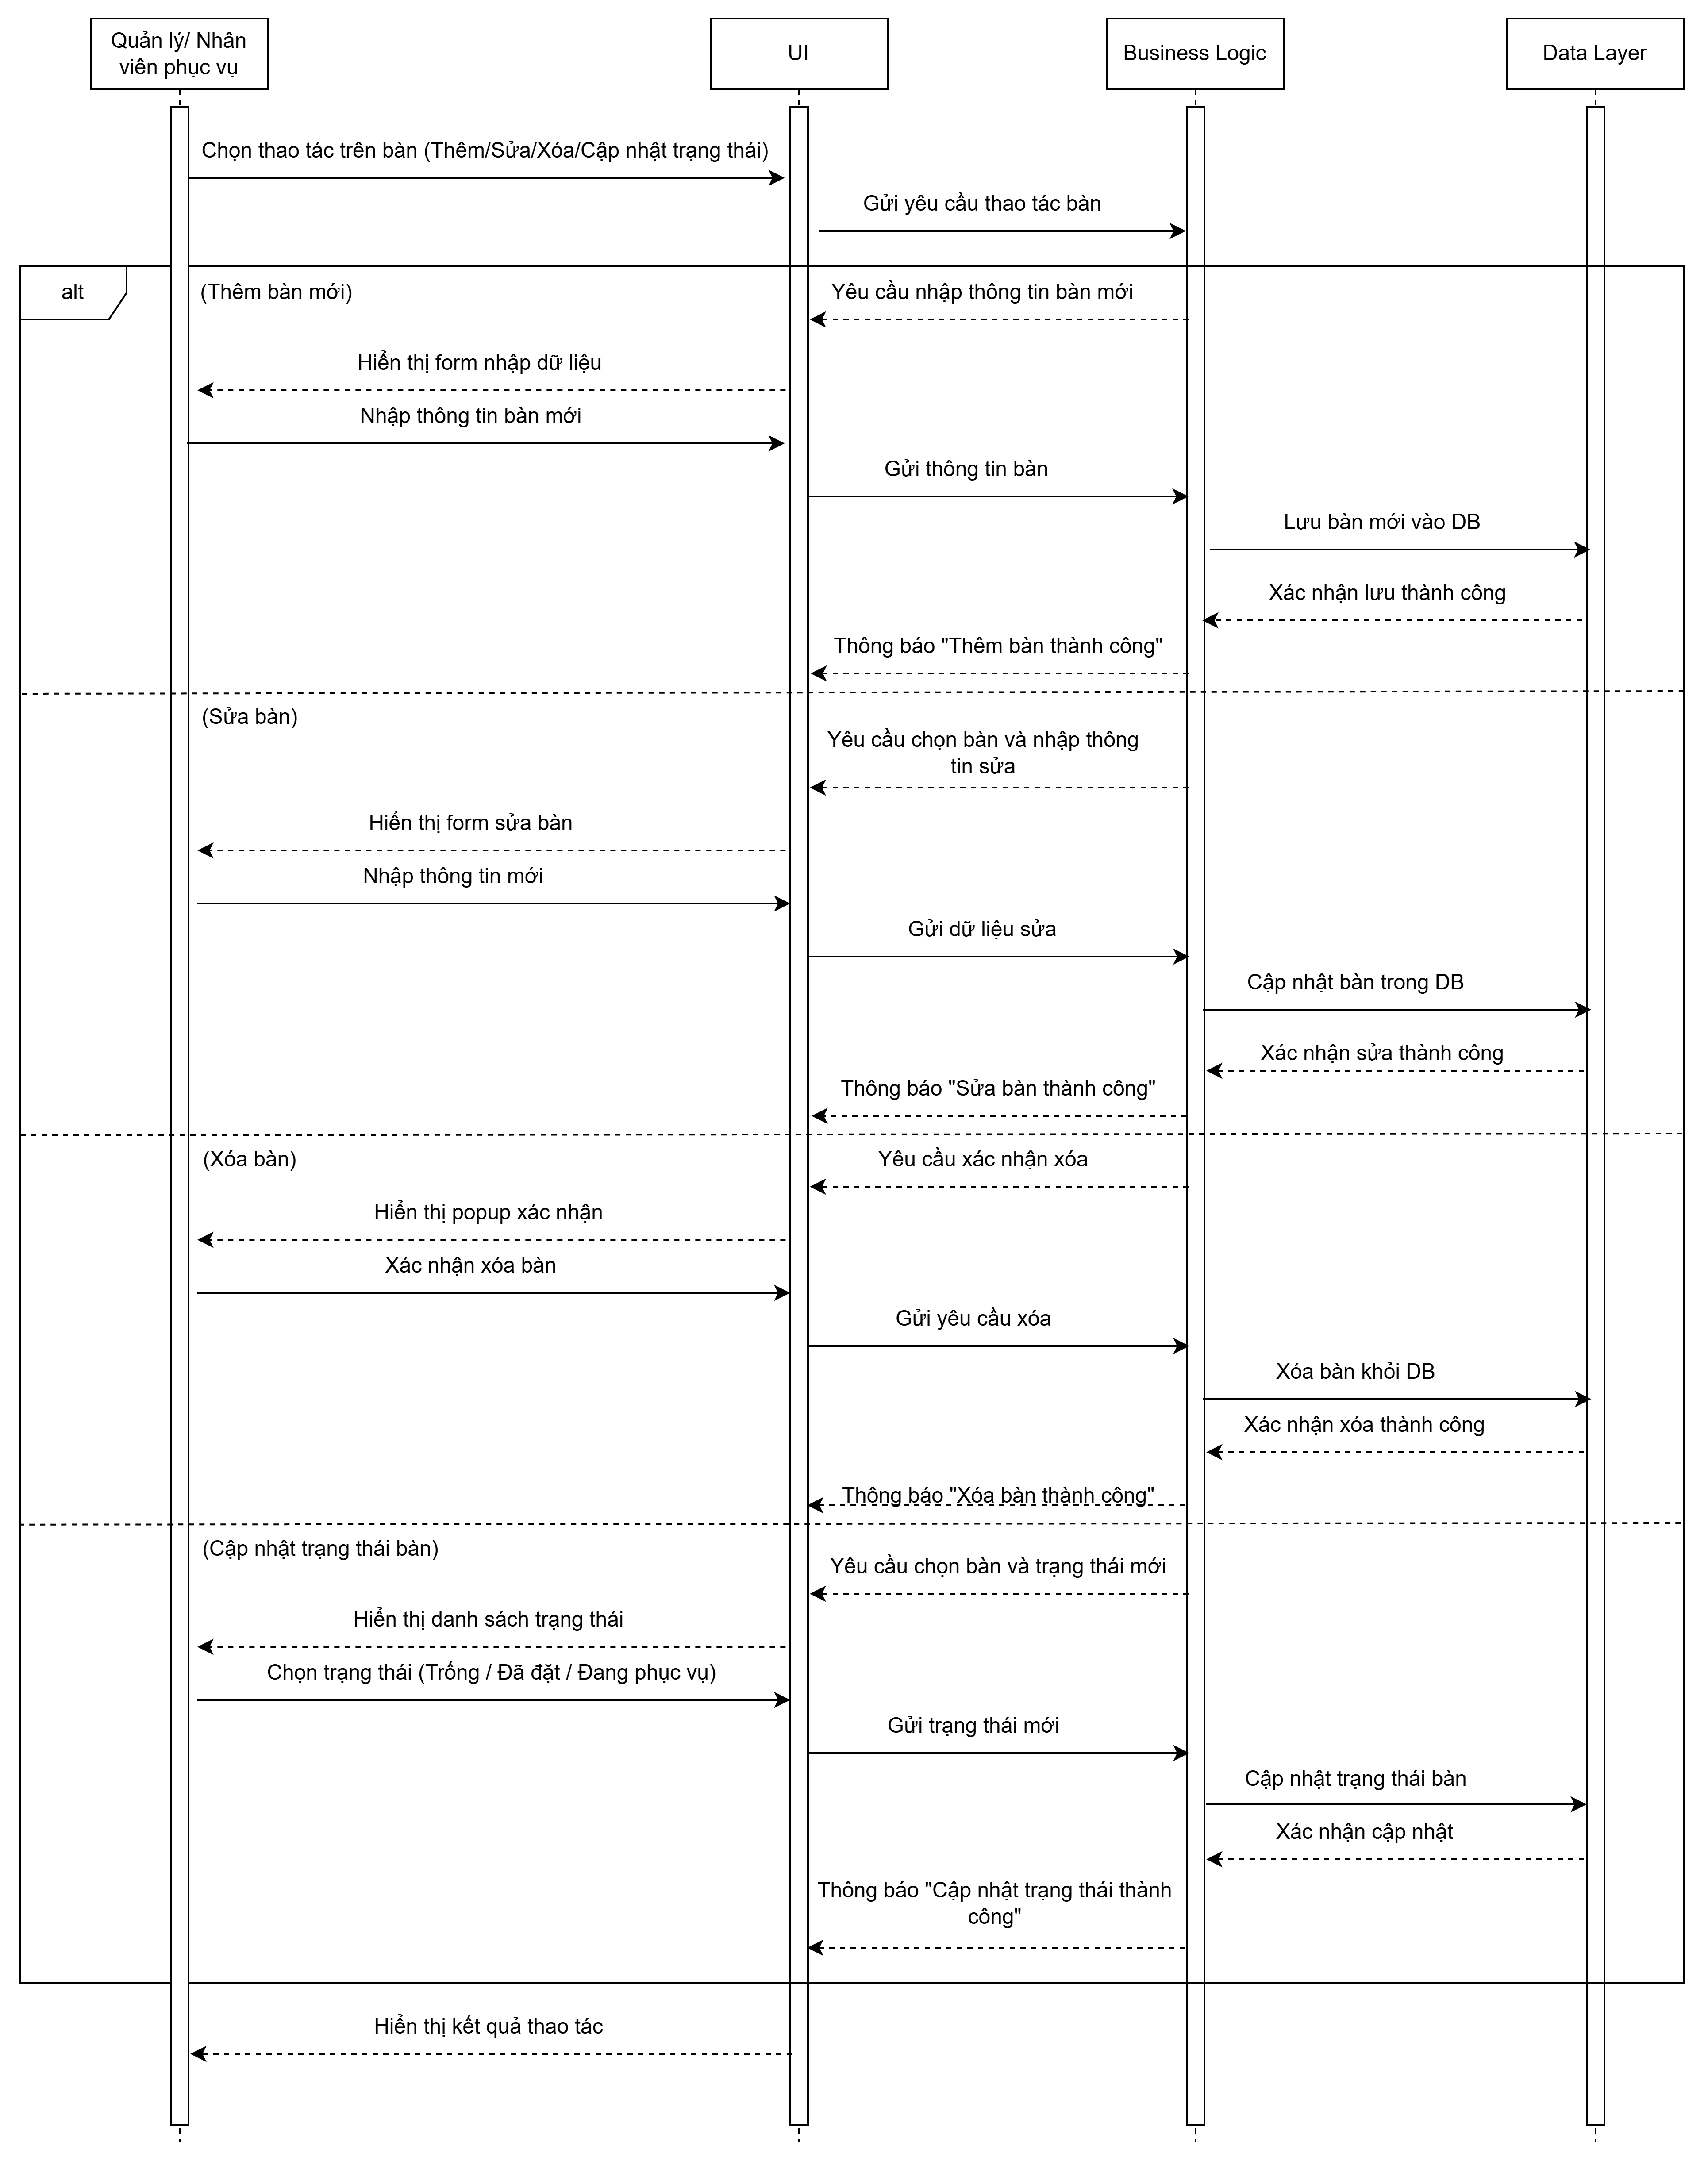 Quản lý/ Nhân
viên phục vụ
UI
Business Logic
Data Layer
Chọn thao tác trên bàn (Thêm/Sửa/Xóa/Cập nhật trạng thái)
Gửi yêu cầu thao tác bàn
alt
(Thêm bàn mới)
Yêu cầu nhập thông tin bàn mới
Hiển thị form nhập dữ liệu
Nhập thông tin bàn mới
Gửi thông tin bàn
Lưu bàn mới vào DB
Xác nhận lưu thành công
Thông báo "Thêm bàn thành công"
(Sửa bàn)
Yêu cầu chọn bàn và nhập thông
tin sửa
Hiển thị form sửa bàn
Nhập thông tin mới
Gửi dữ liệu sửa
Cập nhật bàn trong DB
Xác nhận sửa thành công
Thông báo "Sửa bàn thành công"
(Xóa bàn)
Yêu cầu xác nhận xóa
Hiển thị popup xác nhận
Xác nhận xóa bàn
Gửi yêu cầu xóa
Xóa bàn khỏi DB
Xác nhận xóa thành công
Thông báo "Xóa bàn thành công"
(Cập nhật trạng thái bàn)
Yêu cầu chọn bàn và trạng thái mới
Hiển thị danh sách trạng thái
Chọn trạng thái (Trống / Đã đặt / Đang phục vụ)
Gửi trạng thái mới
Cập nhật trạng thái bàn
Xác nhận cập nhật
Thông báo "Cập nhật trạng thái thành
công"
Hiển thị kết quả thao tác